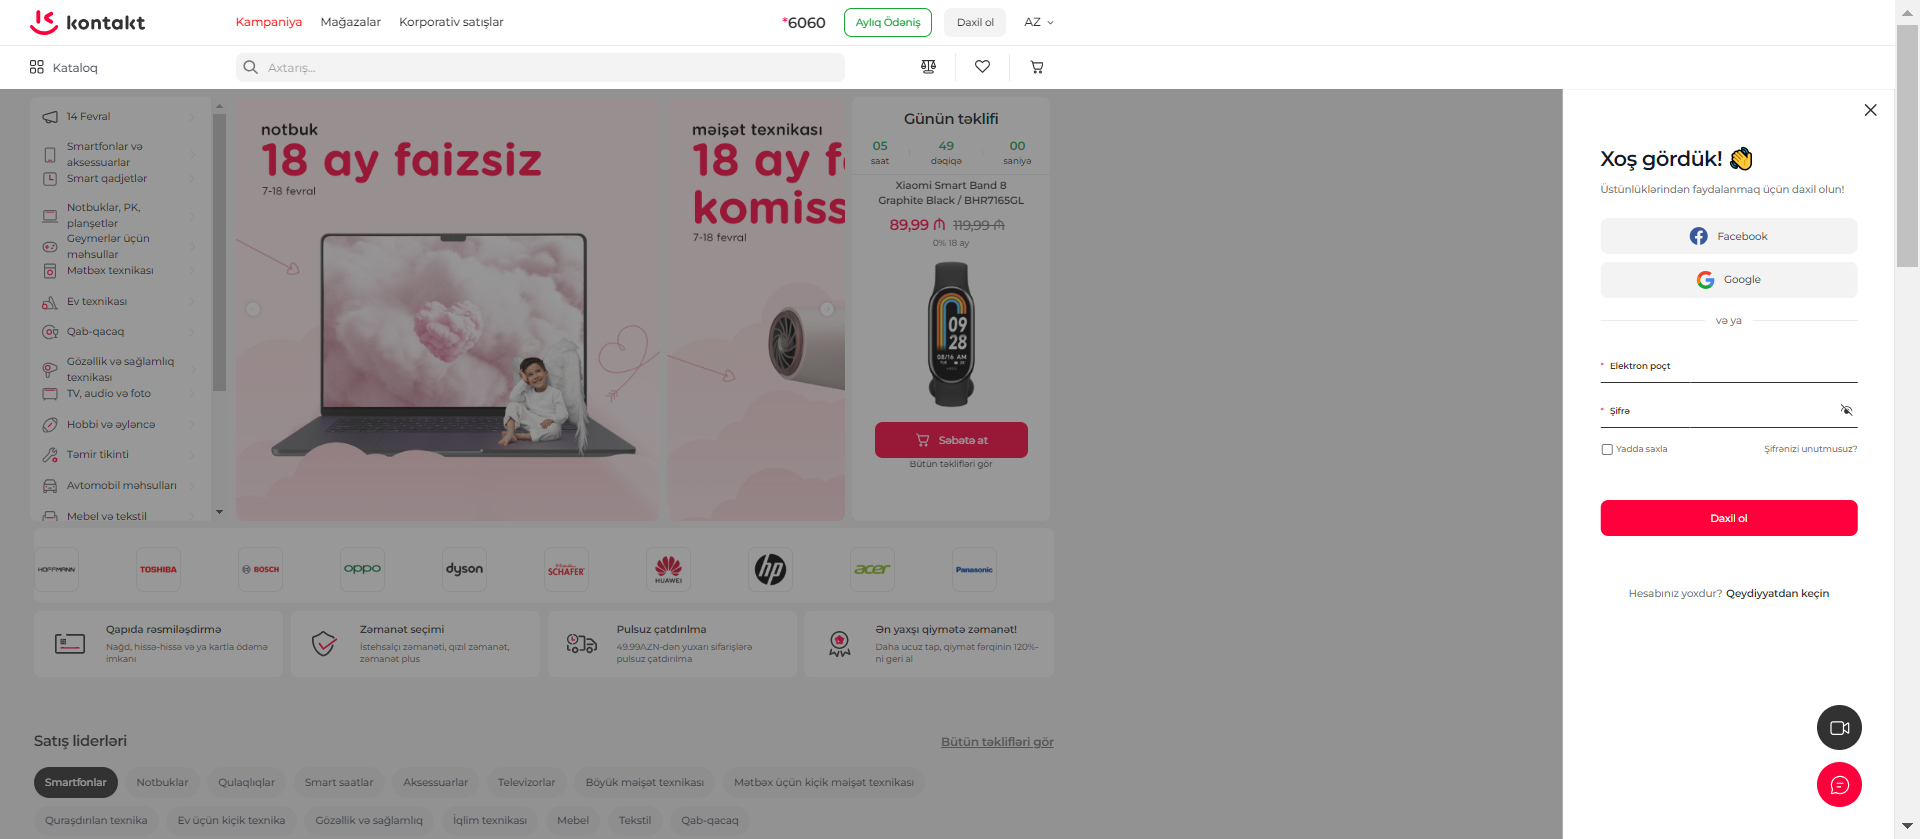 kontakt
Kampaniya
Mağazalar
Korporativ satışlar
*6060
Aylıq Ödəniş
Daxil ol
AZ
Kataloq
Axtarış...
14 Fevral
Smartfonlar və
aksessuarlar
Smart qadjetlər
Notbuklar, PK,
planşetlər
Geymerlər üçün
məhsullar
Mətbəx texnikası
Ev texnikası
Qab-qacaq
Gözəllik və sağlamlıq
texnikası
TV, audio və foto
Hobbi və əyləncə
Təmir tikinti
Avtomobil məhsulları
Mebel və tekstil
notbuk
18 ay faizsiz
7-18 fevral
məişət texnikası
18 ay f
komiss
7-18 fevral
Günün təklifi
05
49
00
saat
dəqiqə
saniyə
Xiaomi Smart Band 8
Graphite Black / BHR7165GL
89,99 ₼ 119,99 ₼
0% 18 ay
09
28
08/16 AM
Səbətə at
Bütün təklifləri gör
HOFFMANN
TOSHIBA
BOSCH
oppo
dyson
SCHAFER
HUAWEI
hp
acer
Panasonic
Qapıda rəsmiləşdirmə
Nağd, hissə-hissə və ya kartla ödəmə
imkanı
Zəmanət seçimi
İstehsalçı zəmanəti, qızıl zəmanət,
zəmanət plus
Pulsuz çatdırılma
49.99AZN-dən yuxarı sifarişlərə
pulsuz çatdırılma
Ən yaxşı qiymətə zəmanət!
Daha ucuz tap, qiymət fərqinin 120%-
ni geri al
Satış liderləri
Bütün təklifləri gör
Smartfonlar
Notbuklar
Qulaqlıqlar
Smart saatlar
Aksessuarlar
Televizorlar
Böyük məişət texnikası
Mətbəx üçün kiçik məişət texnikası
Quraşdırılan texnika
Ev üçün kiçik texnika
Gözəllik və sağlamlıq
İqlim texnikası
Mebel
Tekstil
Qab-qacaq
Xoş gördük! 👏
Üstünlüklərindən faydalanmaq üçün daxil olun!
Facebook
Google
və ya
* Elektron poçt
* Şifrə
Yadda saxla
Şifrənizi unutmusuz?
Daxil ol
Hesabınız yoxdur? Qeydiyyatdan keçin